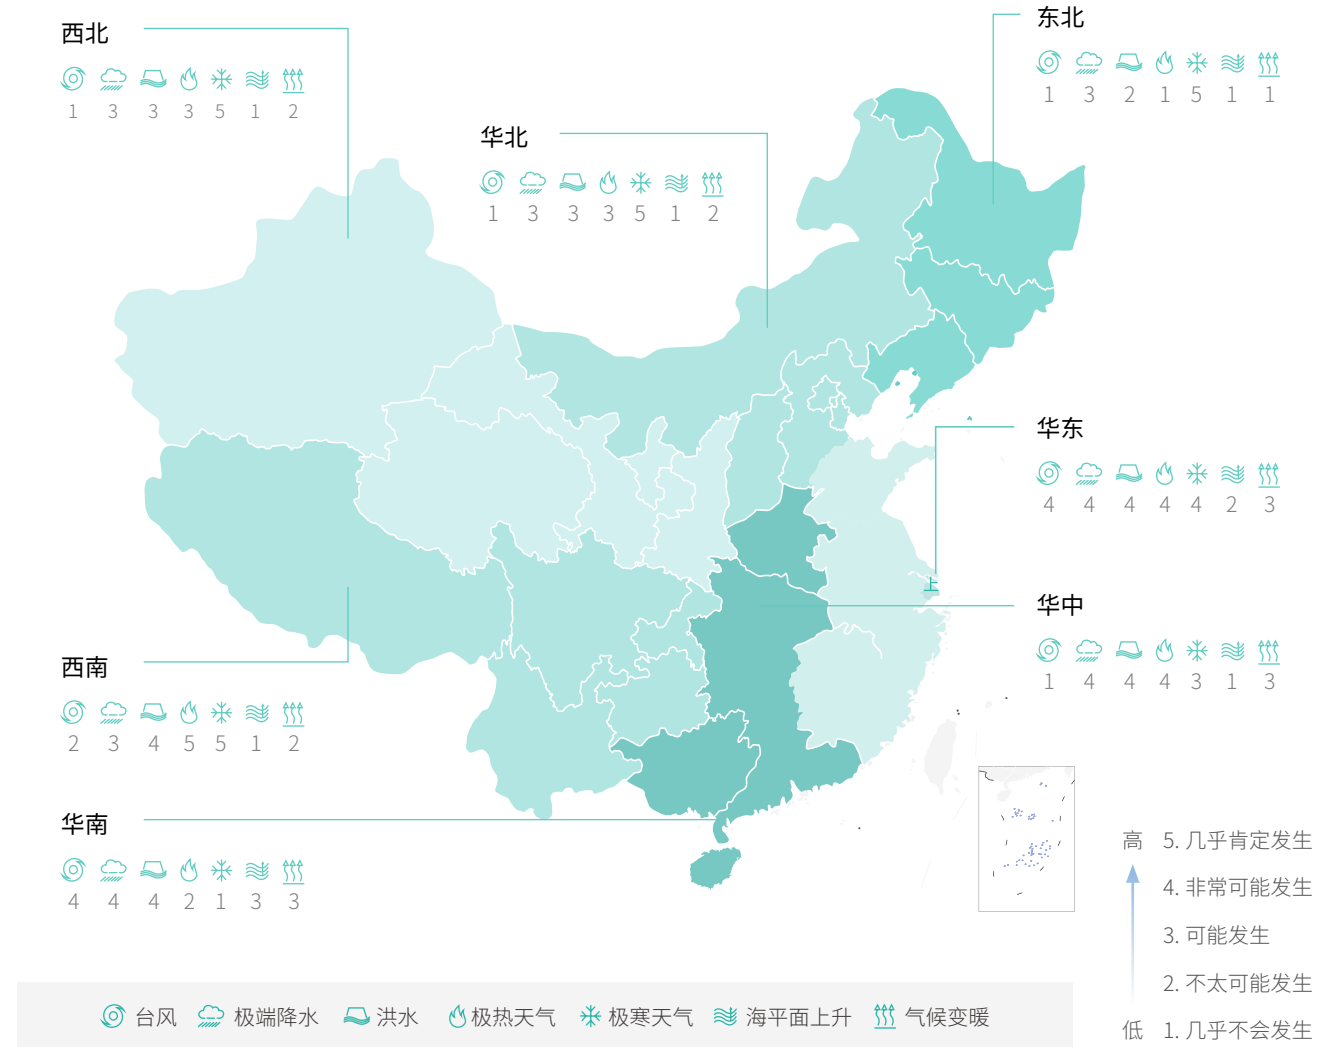 西北
1 3 3 3 5 1 2
东北
1 3 2 1 5 1 1
华北
1 3 3 3 5 1 2
华东
4 4 4 4 4 2 3
上
华中
1 4 4 4 3 1 3
西南
2 3 4 5 5 1 2
华南
4 4 4 2 1 3 3
高 5. 几乎肯定发生
4. 非常可能发生
3. 可能发生
2. 不太可能发生
低 1. 几乎不会发生
台风 极端降水 洪水 极热天气 极寒天气 海平面上升 气候变暖